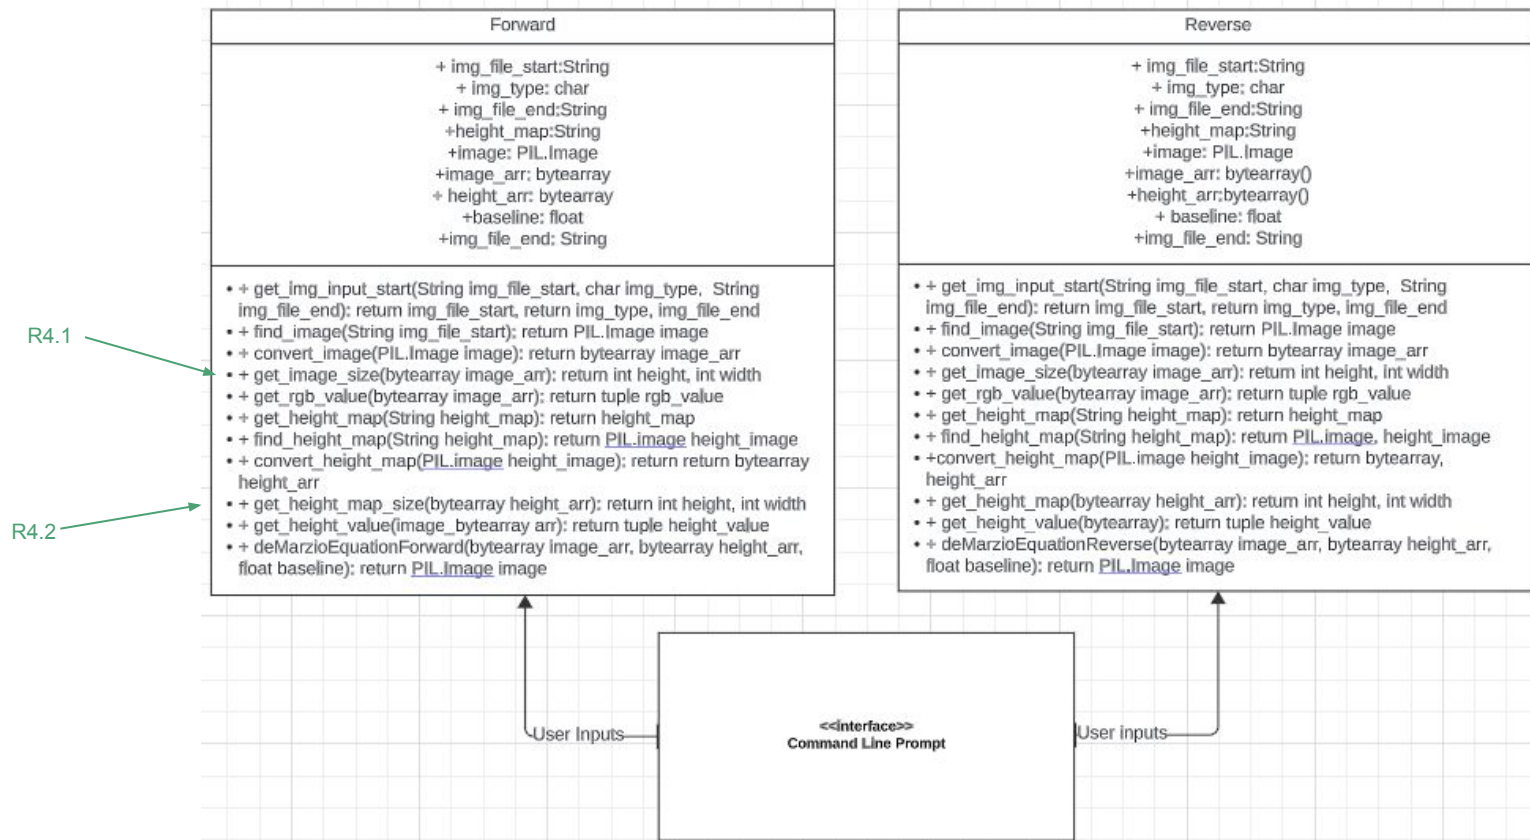 Forward
+ img_file_start:String
+ img_type: char
+ img_file_end:String
+height_map:String
+image: PIL.Image
+image_arr: bytearray
+ height_arr: bytearray
+baseline: float
+img_file_end: String
• + get_img_input_start(String img_file_start, char img_type, String
img_file_end): return img_file_start, return img_type, img_file_end
• + find_image(String img_file_start): return PIL.Image image
• + convert_image(PIL.Image image): return bytearray image_arr
• + get_image_size(bytearray image_arr): return int height, int width
• + get_rgb_value(bytearray image_arr): return tuple rgb_value
• + get_height_map(String height_map): return height_map
• + find_height_map(String height_map): return PIL.image height_image
• + convert_height_map(PIL.image height_image): return return bytearray
height_arr
• + get_height_map_size(bytearray height_arr): return int height, int width
• + get_height_value(image_bytearray arr): return tuple height_value
• + deMarzioEquationForward(bytearray image_arr, bytearray height_arr,
float baseline): return PIL.Image image
R4.1
R4.2
Reverse
+ img_file_start:String
+ img_type: char
+ img_file_end:String
+height_map:String
+image: PIL.Image
+image_arr: bytearray()
+height_arr:bytearray()
+ baseline: float
+img_file_end: String
• + get_img_input_start(String img_file_start, char img_type, String
img_file_end): return img_file_start, return img_type, img_file_end
• + find_image(String img_file_start): return PIL.Image image
• + convert_image(PIL.Image image): return bytearray image_arr
• + get_image_size(bytearray image_arr): return int height, int width
• + get_rgb_value(bytearray image_arr): return tuple rgb_value
• + get_height_map(String height_map): return height_map
• + find_height_map(String height_map): return PIL.image, height_image
• +convert_height_map(PIL.image height_image): return bytearray,
height_arr
• + get_height_map(bytearray height_arr): return int height, int width
• + get_height_value(bytearray): return tuple height_value
• + deMarzioEquationReverse(bytearray image_arr, bytearray height_arr,
float baseline): return PIL.Image image
User Inputs
<<interface>>
Command Line Prompt
User inputs